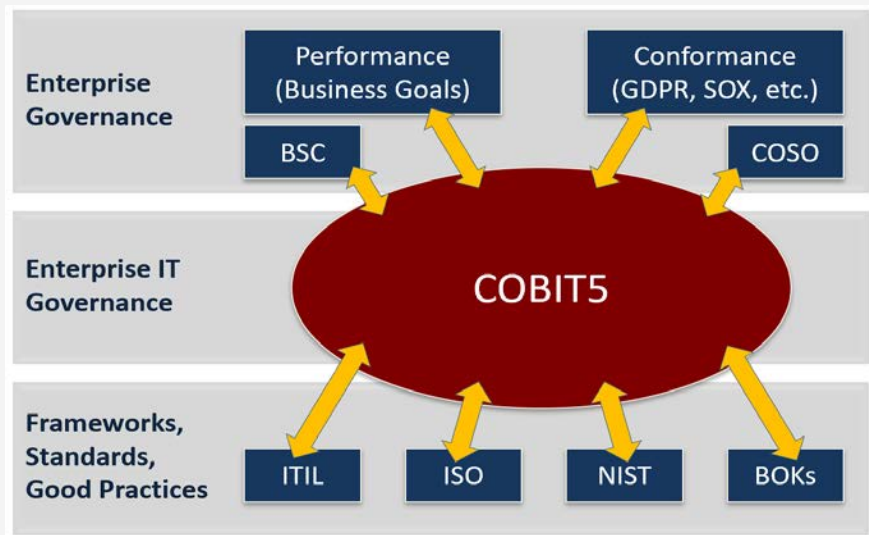 Enterprise
Governance
Performance
(Business Goals)
Conformance
(GDPR, SOX, etc.)
BSC
COSO
Enterprise IT
Governance
COBIT5
Frameworks,
Standards,
Good Practices
ITIL
ISO
NIST
BOKs